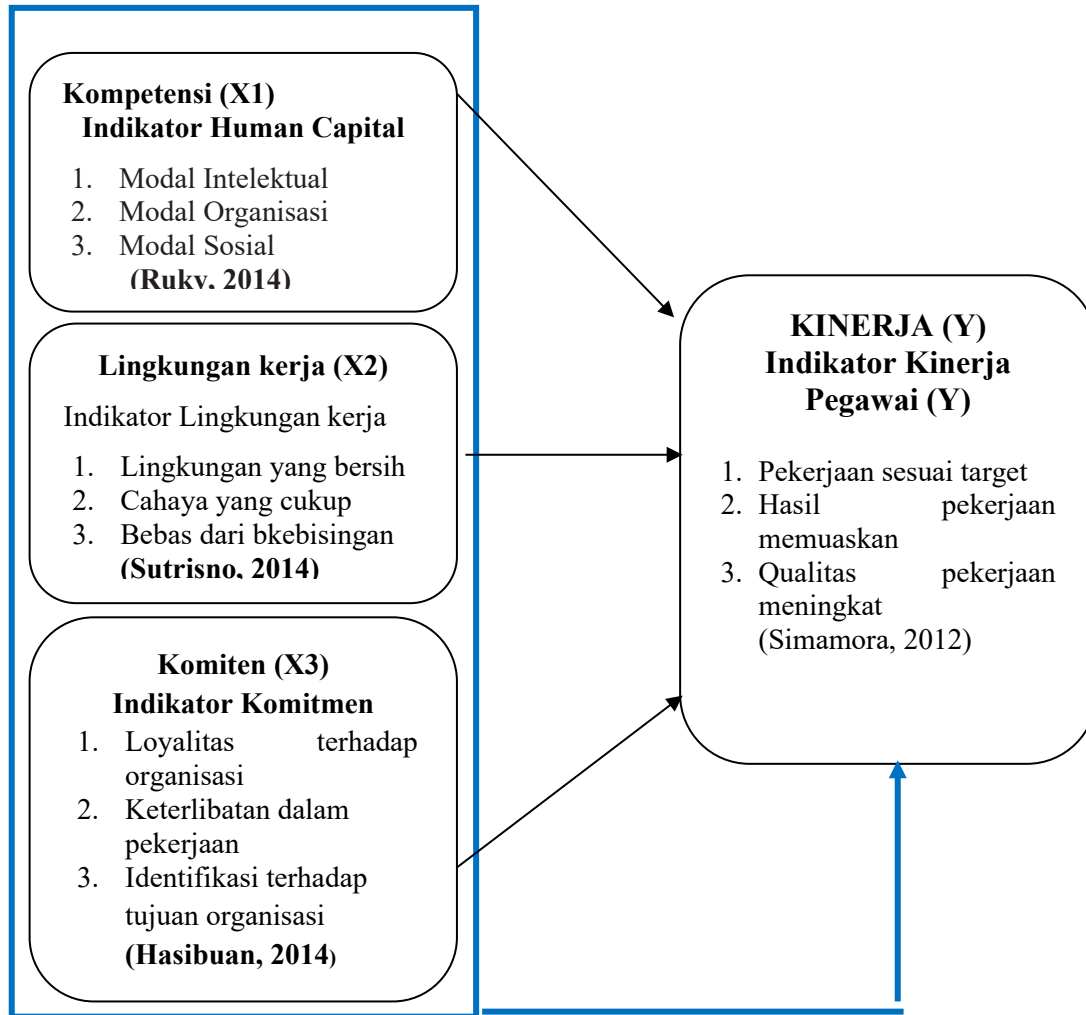 Kompetensi (X1)
Indikator Human Capital
1. Modal Intelektual
2. Modal Organisasi
3. Modal Sosial
(Ruky, 2014)
Lingkungan kerja (X2)
Indikator Lingkungan kerja
1. Lingkungan yang bersih
2. Cahaya yang cukup
3. Bebas dari bkebisingan
(Sutrisno, 2014)
Komiten (X3)
Indikator Komitmen
1. Loyalitas terhadap
organisasi
2. Keterlibatan dalam
pekerjaan
3. Identifikasi terhadap
tujuan organisasi
(Hasibuan, 2014)
KINERJA (Y)
Indikator Kinerja
Pegawai (Y)
1. Pekerjaan sesuai target
2. Hasil pekerjaan
memuaskan
3. Qualitas pekerjaan
meningkat
(Simamora, 2012)